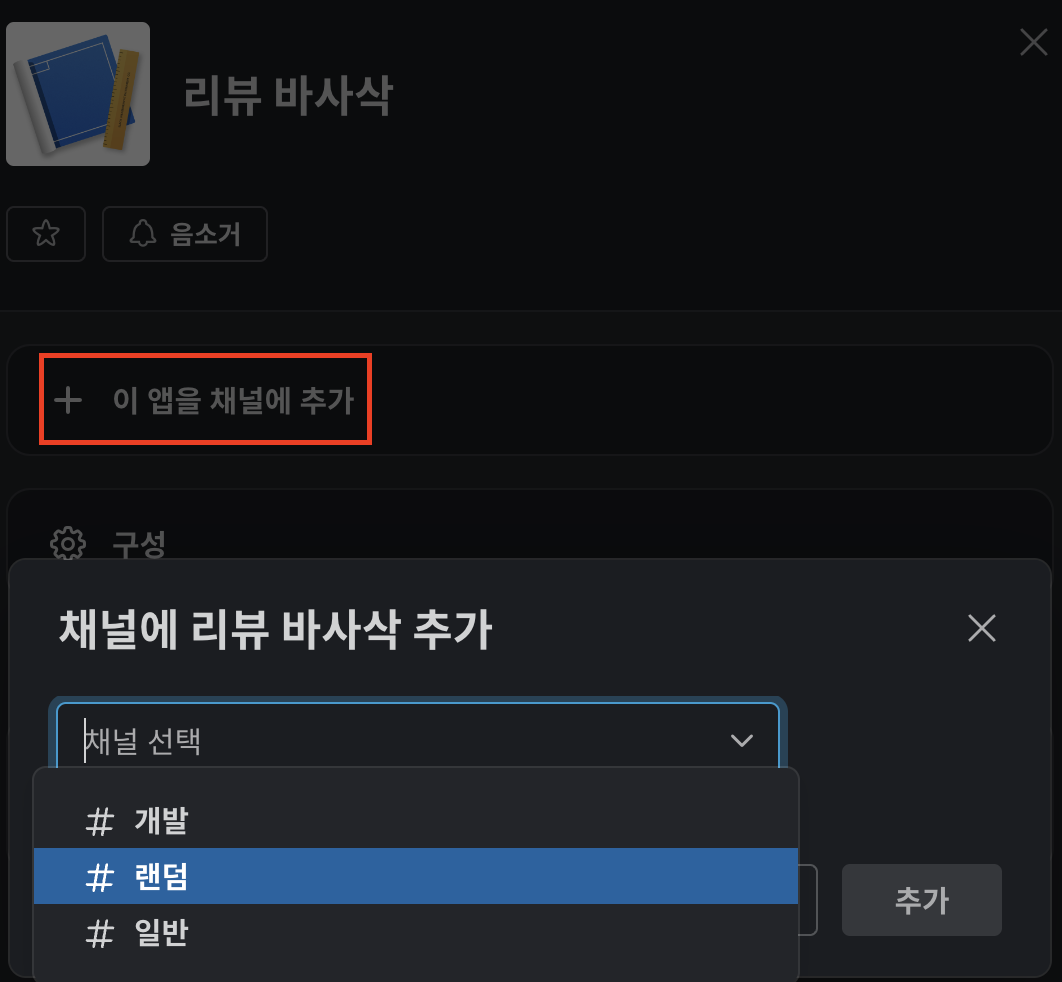 리뷰 바사삭
음소거
이 앱을 채널에 추가
구성
채널에 리뷰 바사삭 추가
채널 선택
# 개발
# 랜덤
# 일반
추가